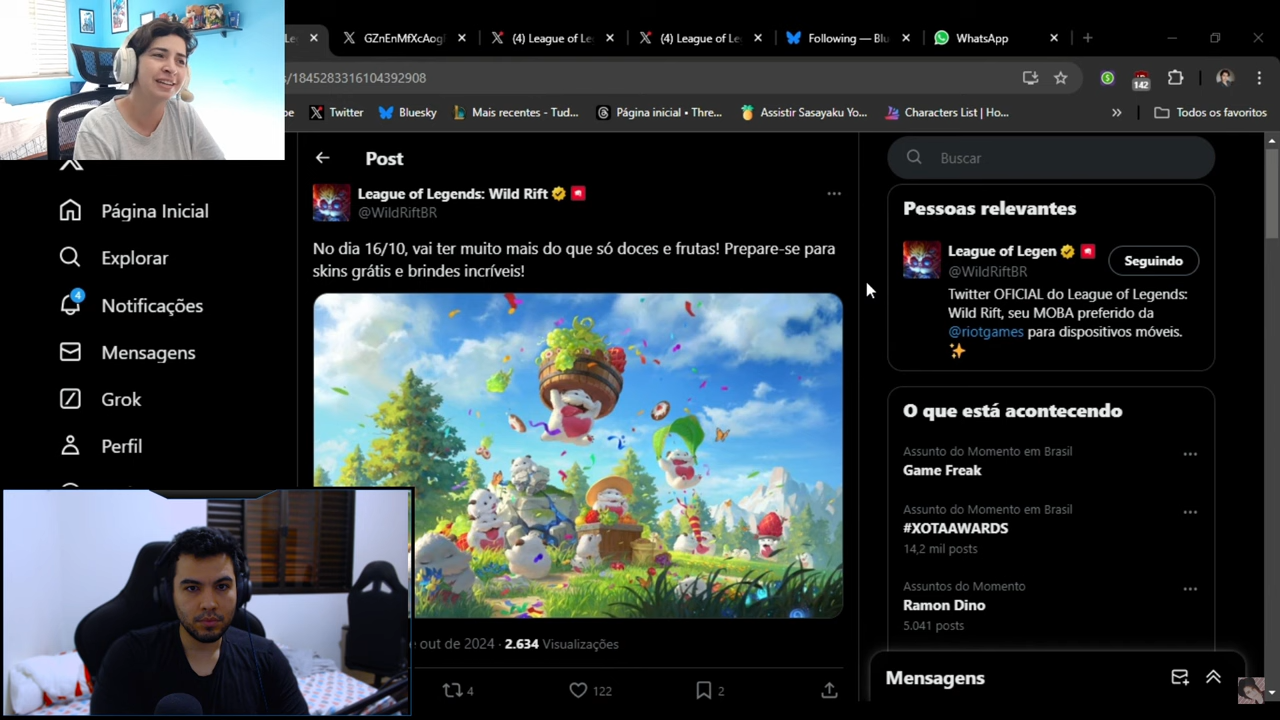 GZnEnMfXcAog
(4) League of Le
(4) League of Le
Following — Blu
WhatsApp
/1845283316104392908
142
Twitter
Bluesky
Mais recentes - Tud...
Página inicial • Thre...
Assistir Sasayaku Yo...
Characters List | Ho...
Todos os favoritos
Post
League of Legends: Wild Rift
@WildRiftBR
No dia 16/10, vai ter muito mais do que só doces e frutas! Prepare-se para
skins grátis e brindes incríveis!
out de 2024 · 2.634 Visualizações
4
122
2
Página Inicial
Explorar
4
Notificações
Mensagens
Grok
Perfil
Buscar
Pessoas relevantes
League of Legen
@WildRiftBR
Seguindo
Twitter OFICIAL do League of Legends:
Wild Rift, seu MOBA preferido da
@riotgames para dispositivos móveis.
O que está acontecendo
Assunto do Momento em Brasil
Game Freak
Assunto do Momento em Brasil
#XOTAAWARDS
14,2 mil posts
Assuntos do Momento
Ramon Dino
5.041 posts
Mensagens